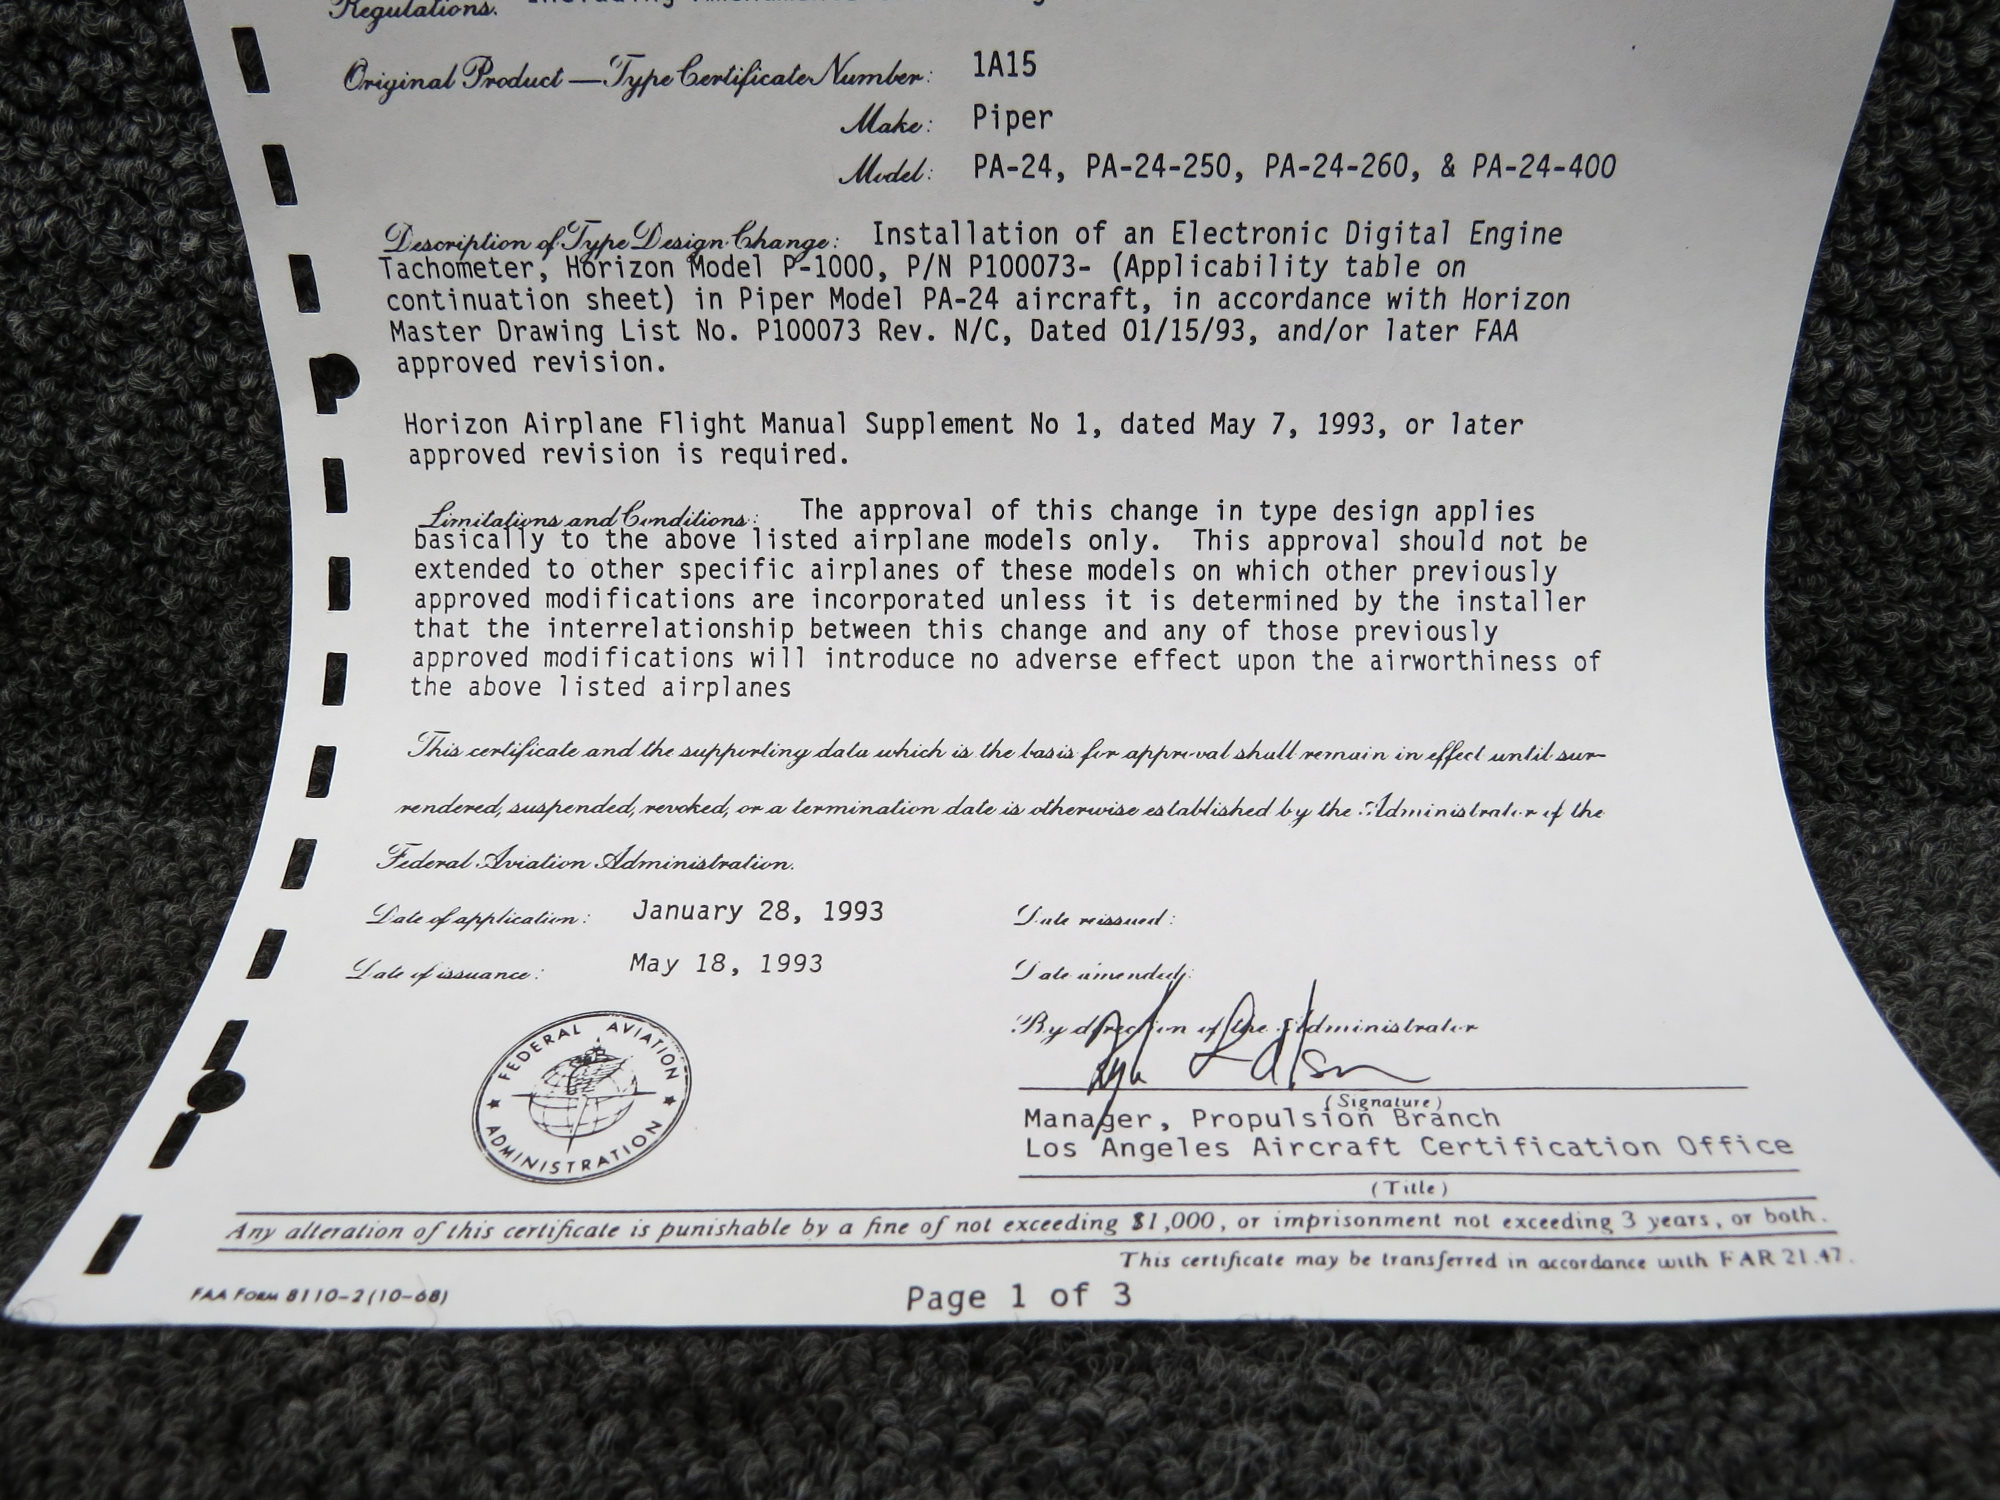 Regulations. Including
Original Product — Type Certificate Number: 1A15
Make: Piper
Model: PA-24, PA-24-250, PA-24-260, & PA-24-400
Description of Type Design Change: Installation of an Electronic Digital Engine
Tachometer, Horizon Model P-1000, P/N P100073- (Applicability table on
continuation sheet) in Piper Model PA-24 aircraft, in accordance with Horizon
Master Drawing List No. P100073 Rev. N/C, Dated 01/15/93, and/or later FAA
approved revision.
Horizon Airplane Flight Manual Supplement No 1, dated May 7, 1993, or later
approved revision is required.
Limitations and Conditions: The approval of this change in type design applies
basically to the above listed airplane models only. This approval should not be
extended to other specific airplanes of these models on which other previously
approved modifications are incorporated unless it is determined by the installer
that the interrelationship between this change and any of those previously
approved modifications will introduce no adverse effect upon the airworthiness of
the above listed airplanes
This certificate and the supporting data which is the basis for approval shall remain in effect until sur-
rendered, suspended, revoked, or a termination date is otherwise established by the Administrator of the
Federal Aviation Administration.
Date of application: January 28, 1993 Date reissued:
Date of issuance: May 18, 1993 Date amended:
By direction of the Administrator
FEDERAL AVIATION
ADMINISTRATION
(Signature)
Manager, Propulsion Branch
Los Angeles Aircraft Certification Office
(Title)
Any alteration of this certificate is punishable by a fine of not exceeding $1,000, or imprisonment not exceeding 3 years, or both.
This certificate may be transferred in accordance with FAR 21.47.
FAA FORM 8110-2 (10-68)
Page 1 of 3